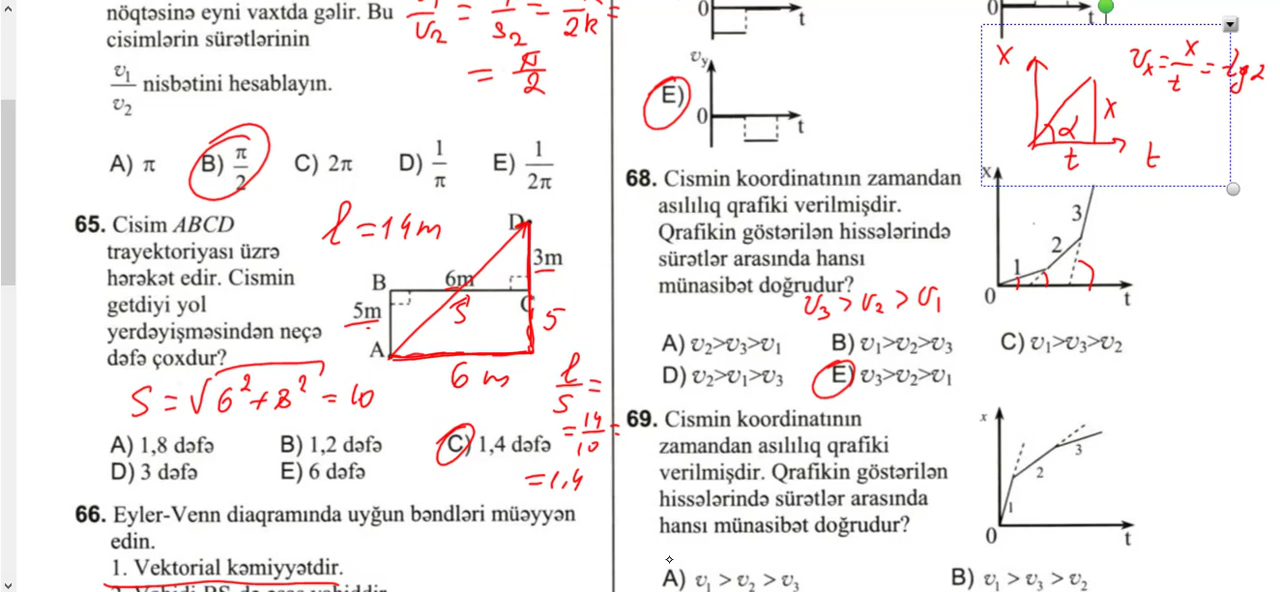 nöqtəsinə eyni vaxtda gəlir. Bu
cisimlərin sürətlərinin
v₁/v₂ nisbətini hesablayın.
= π/2
A) π B) π/2 C) 2π D) 1/π E) 1/2π
65. Cisim ABCD
trayektoriyası üzrə
hərəkət edir. Cismin
getdiyi yol
yerdəyişməsindən neçə
dəfə çoxdur?
l = 14m
D
3m
B 6m C
5m S 5
A
6 m
S = √6²+8² = 10
l/S =
= 14/10 =
= 1,4
A) 1,8 dəfə B) 1,2 dəfə C) 1,4 dəfə
D) 3 dəfə E) 6 dəfə
66. Eyler-Venn diaqramında uyğun bəndləri müəyyən
edin.
1. Vektorial kəmiyyətdir.
0 t
v_y
E) 0 t
0 t
x
v_x = x/t = tg2
x
α
t t
68. Cismin koordinatının zamandan
asılılıq qrafiki verilmişdir.
Qrafikin göstərilən hissələrində
sürətlər arasında hansı
münasibət doğrudur?
v₃ > v₂ > v₁
x
3
2
1
0 t
A) v₂>v₃>v₁ B) v₁>v₂>v₃ C) v₁>v₃>v₂
D) v₂>v₁>v₃ E) v₃>v₂>v₁
69. Cismin koordinatının
zamandan asılılıq qrafiki
verilmişdir. Qrafikin göstərilən
hissələrində sürətlər arasında
hansı münasibət doğrudur?
x
3
2
1
0 t
A) v₁ > v₂ > v₃ B) v₁ > v₃ > v₂